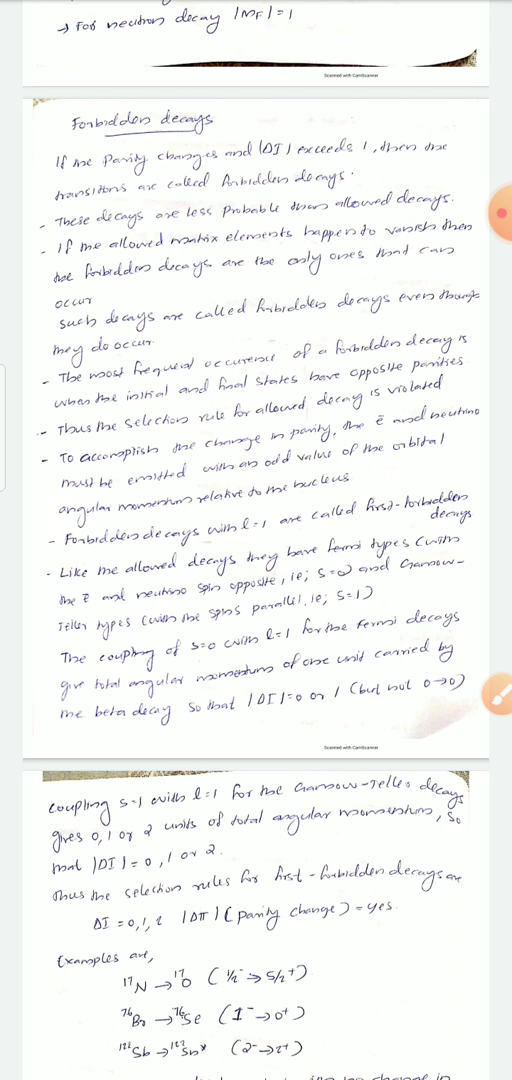 → For neutron decay |MF| = 1
Scanned with CamScanner
Forbidden decays
If the Parity changes and |ΔI| exceeds 1, then the
transitions are called forbidden decays.
- These decays are less probable than allowed decays.
- If the allowed matrix elements happen to vanish then
the forbidden decays are the only ones that can
occur
such decays are called forbidden decays even though
they do occur.
- The most frequent occurence of a forbidden decay is
when the initial and final states have opposite parities
- Thus the selection rule for allowed decay is violated
- To accomplish the change in parity, the e̅ and neutrino
must be emitted with an odd value of the orbital
angular momentum relative to the nucleus
- Forbidden decays with l=1 are called first-forbidden
decays
- Like the allowed decays they have fermi types (with
the e̅ and neutrino spin opposite, ie; s=0) and Gamow-
Teller types (with the spins parallel, ie; s=1)
The coupling of s=0 with l=1 for the Fermi decays
give total angular momentum of one unit carried by
the beta decay so that |ΔI|=0 or 1 (but not 0→0)
Scanned with CamScanner
Coupling s=1 with l=1 for the Gamow-Teller decays
gives 0, 1 or 2 units of total angular momentum, so
that |ΔI| = 0, 1 or 2.
Thus the selection rules for first-forbidden decays are
ΔI = 0, 1, 2 |Δπ| (parity change) = yes.
Examples are,
¹⁷N → ¹⁷O (½⁻ → 5/2⁺)
⁷⁶Br → ⁷⁶Se (1⁻ → 0⁺)
¹²²Sb → ¹²²Sn* (2⁻ → 2⁺)
change in